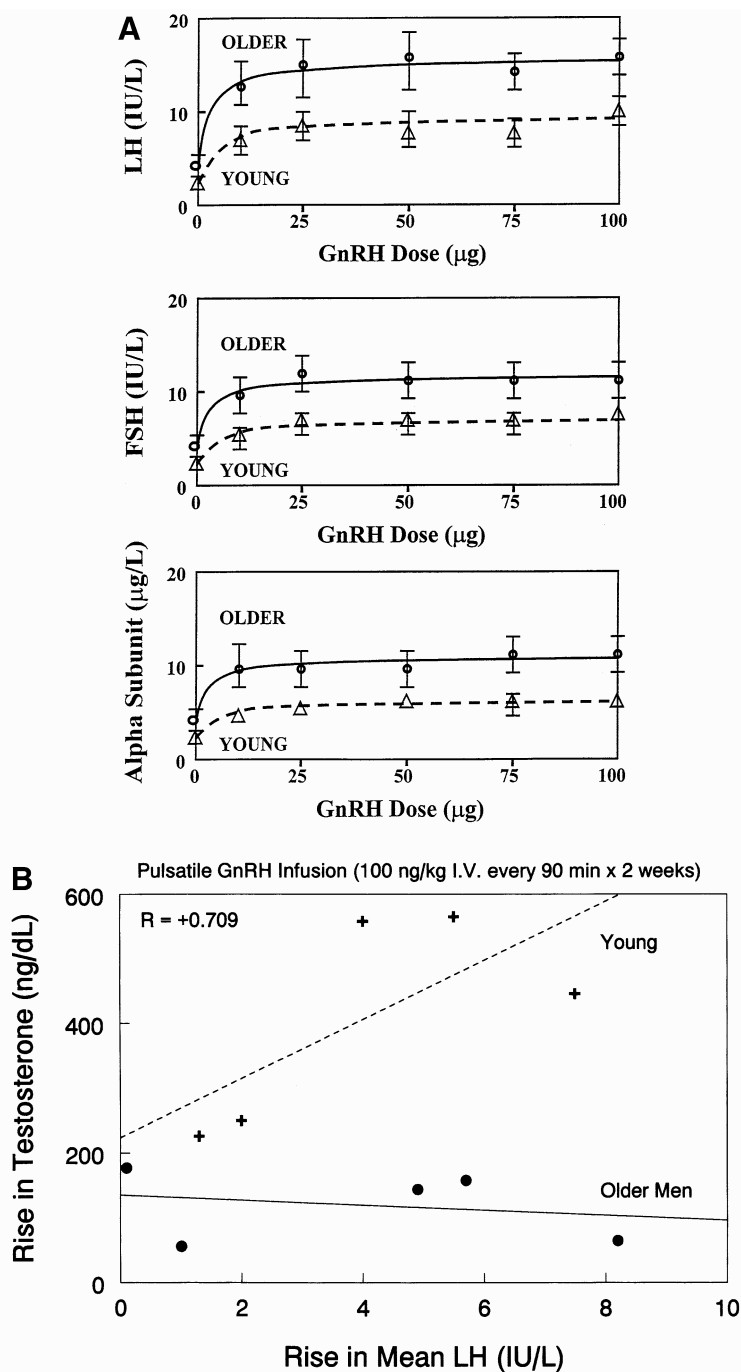 A
20
OLDER
LH (IU/L)
10
YOUNG
0
0 25 50 75 100
GnRH Dose (μg)
20
OLDER
FSH (IU/L)
10
YOUNG
0
0 25 50 75 100
GnRH Dose (μg)
20
OLDER
Alpha Subunit (μg/L)
10
YOUNG
0
0 25 50 75 100
GnRH Dose (μg)
B
Pulsatile GnRH Infusion (100 ng/kg I.V. every 90 min x 2 weeks)
600
R = +0.709
Young
Rise in Testosterone (ng/dL)
400
200
Older Men
0
0 2 4 6 8 10
Rise in Mean LH (IU/L)